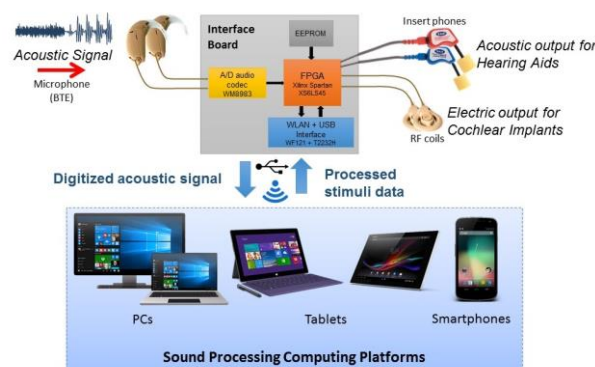 Acoustic Signal
Microphone
(BTE)
Interface
Board
EEPROM
A/D audio
codec
WM8983
FPGA
Xilinx Spartan
XS6LS45
WLAN + USB
Interface
WF121 + T2232H
Insert phones
Acoustic output for
Hearing Aids
Electric output for
Cochlear Implants
RF coils
Digitized acoustic signal
Processed
stimuli data
PCs
Tablets
Smartphones
Sound Processing Computing Platforms